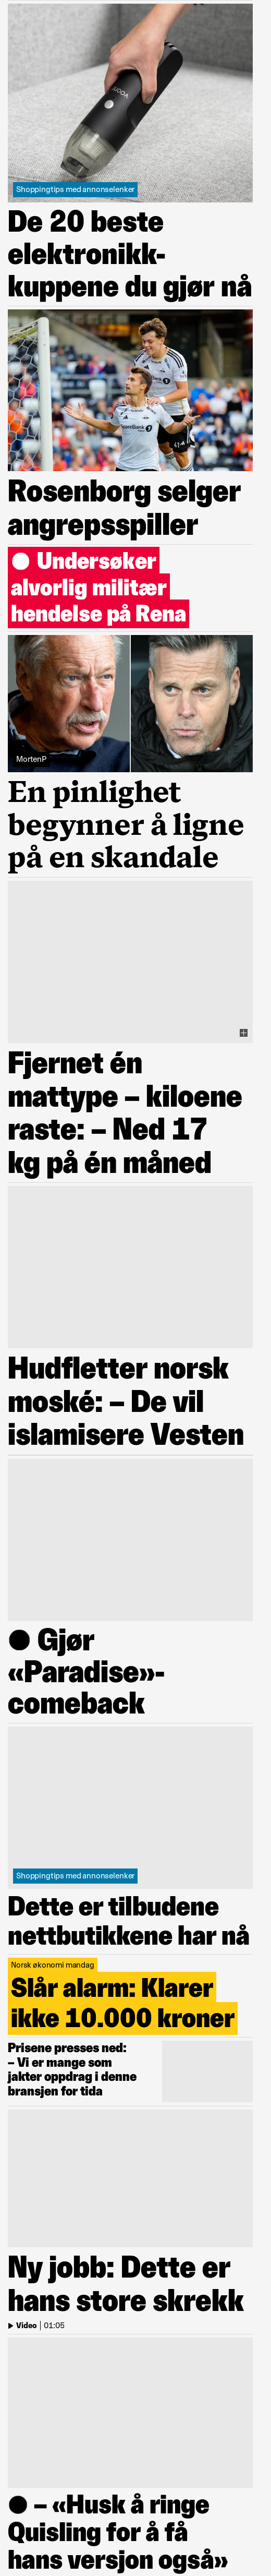 VOOM
Shoppingtips med annonselenker
De 20 beste
elektronikk-
kuppene du gjør nå
Rosenborg selger
angrepsspiller
Undersøker
alvorlig militær
hendelse på Rena
MortenP
En pinlighet
begynner å ligne
på en skandale
Fjernet én
mattype – kiloene
raste: – Ned 17
kg på én måned
Hudfletter norsk
moské: – De vil
islamisere Vesten
Gjør
«Paradise»-
comeback
Shoppingtips med annonselenker
Dette er tilbudene
nettbutikkene har nå
Norsk økonomi mandag
Slår alarm: Klarer
ikke 10.000 kroner
Prisene presses ned:
– Vi er mange som
jakter oppdrag i denne
bransjen for tida
Ny jobb: Dette er
hans store skrekk
Video | 01:05
– «Husk å ringe
Quisling for å få
hans versjon også»